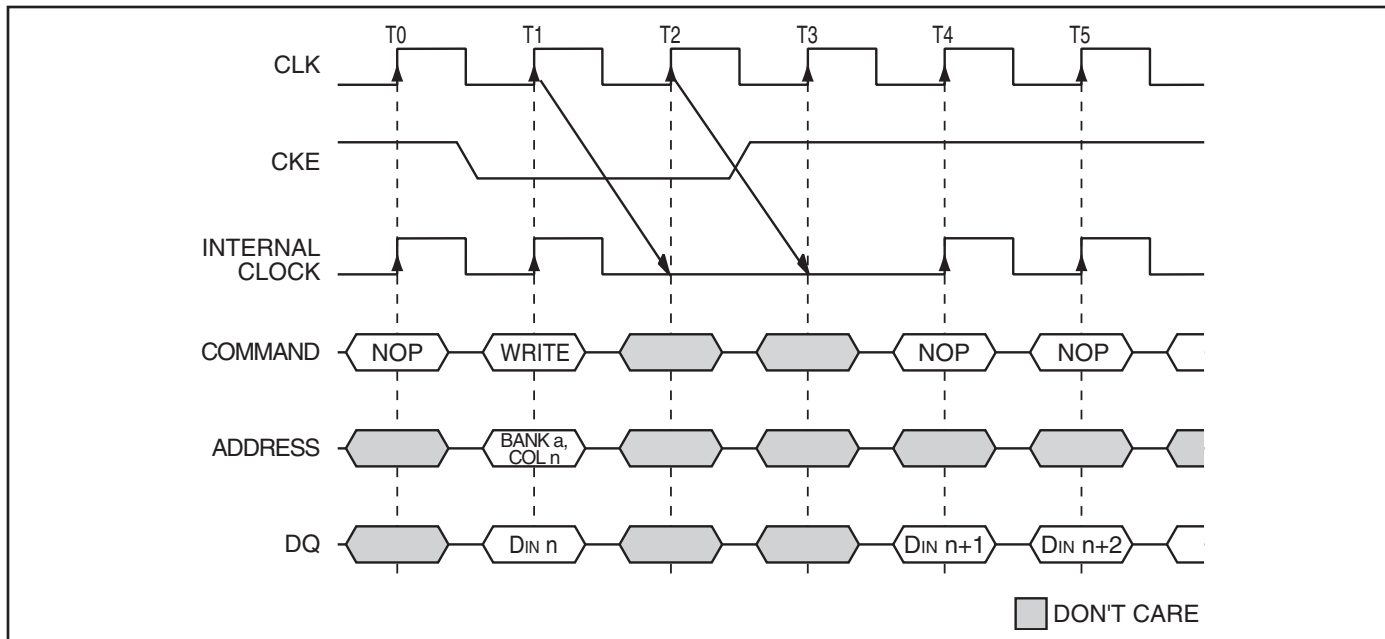 T0 T1 T2 T3 T4 T5
CLK
CKE
INTERNAL
CLOCK
COMMAND NOP WRITE NOP NOP
ADDRESS BANK a,
COL n
DQ DIN n DIN n+1 DIN n+2
DON'T CARE